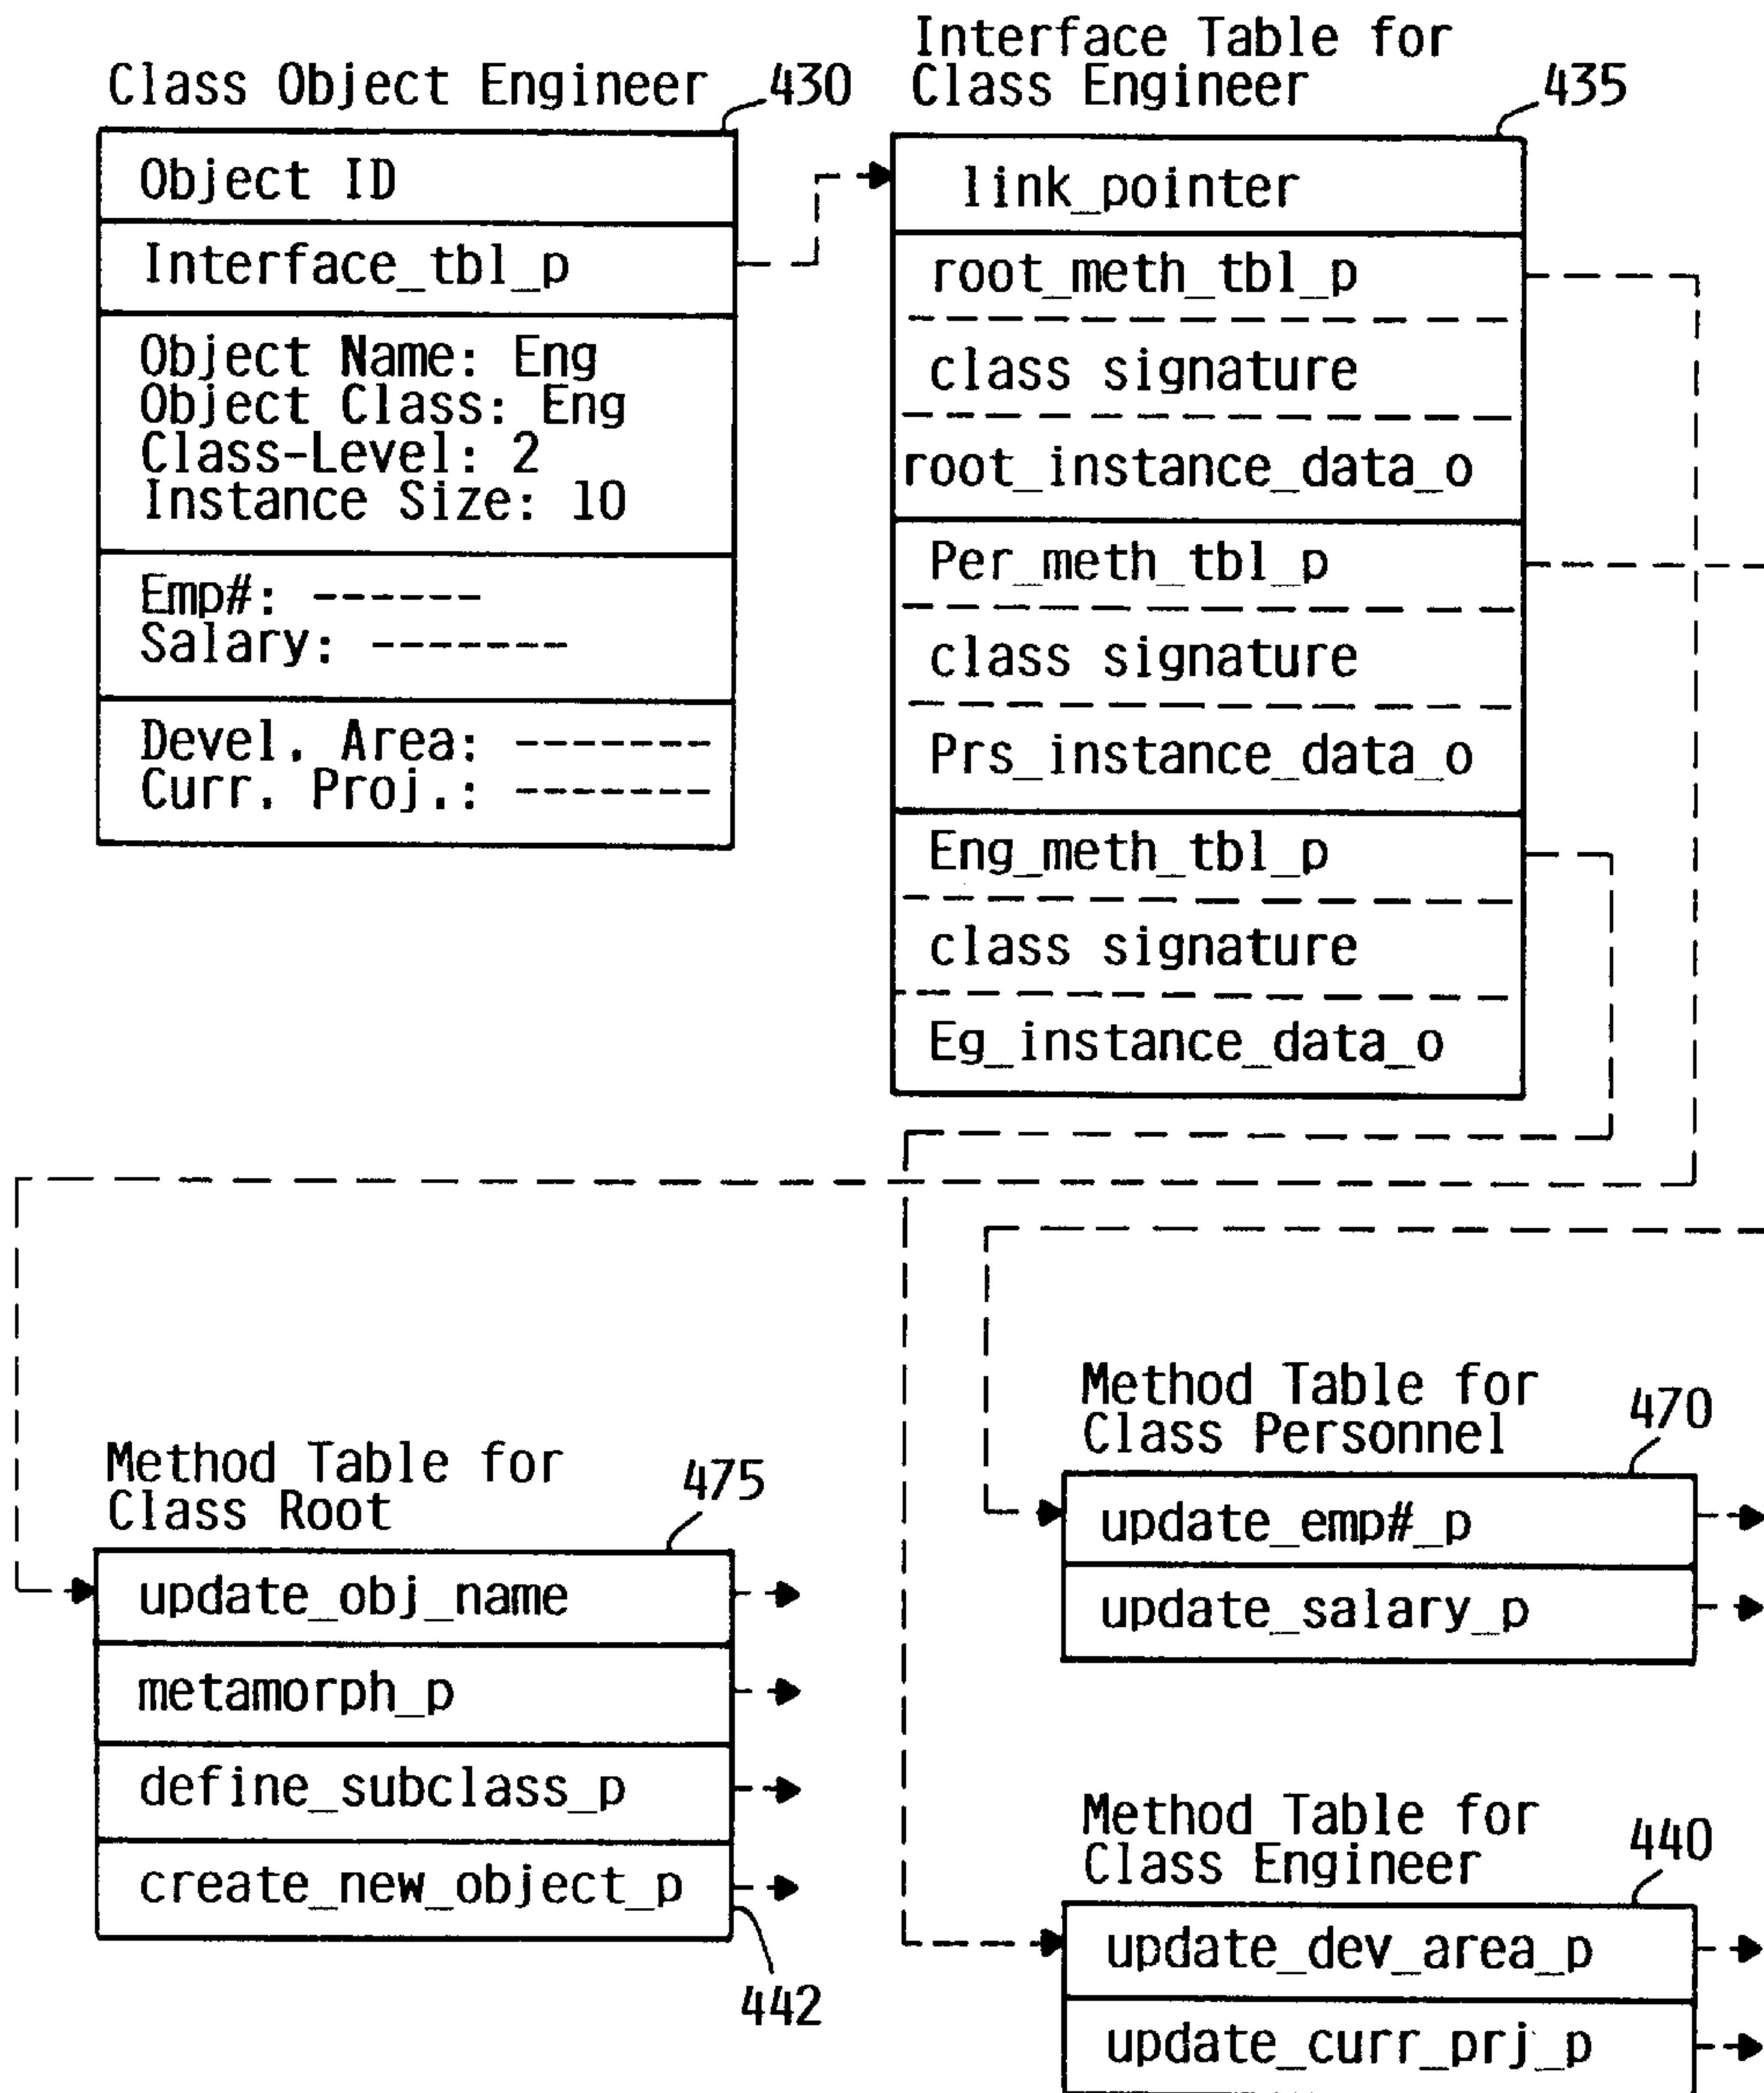 Class Object Engineer
430
Object ID
Interface_tbl_p
Object Name: Eng
Object Class: Eng
Class-Level: 2
Instance Size: 10
Emp#: ------
Salary: -------
Devel. Area: -------
Curr. Proj.: -------
Interface Table for
Class Engineer
435
link_pointer
root_meth_tbl_p
class signature
root_instance_data_o
Per_meth_tbl_p
class signature
Prs_instance_data_o
Eng_meth_tbl_p
class signature
Eg_instance_data_o
Method Table for
Class Root
475
update_obj_name
metamorph_p
define_subclass_p
create_new_object_p
442
Method Table for
Class Personnel
470
update_emp#_p
update_salary_p
Method Table for
Class Engineer
440
update_dev_area_p
update_curr_prj_p